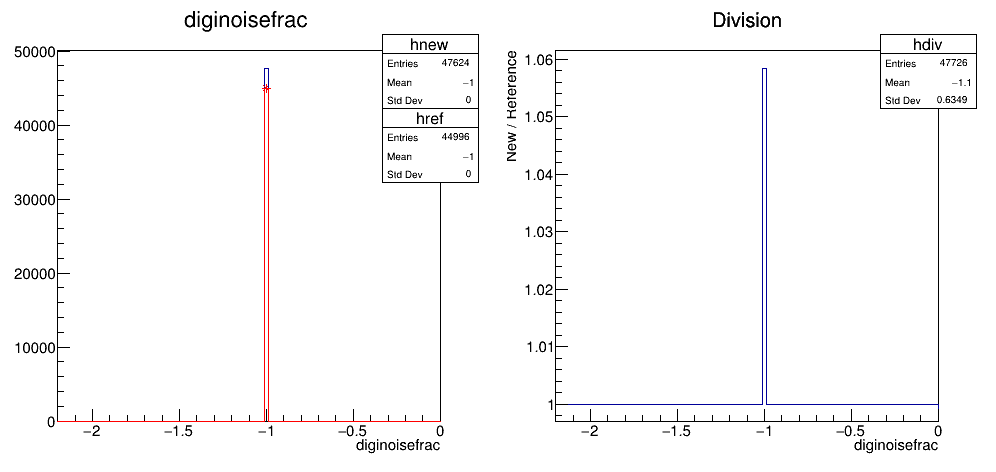 diginoisefrac
hnew
Entries 47624
Mean −1
Std Dev 0
href
Entries 44996
Mean −1
Std Dev 0
50000
40000
30000
20000
10000
0
−2 −1.5 −1 −0.5 0
diginoisefrac
Division
hdiv
Entries 47726
Mean −1.1
Std Dev 0.6349
New / Reference
1.06
1.05
1.04
1.03
1.02
1.01
1
−2 −1.5 −1 −0.5 0
diginoisefrac